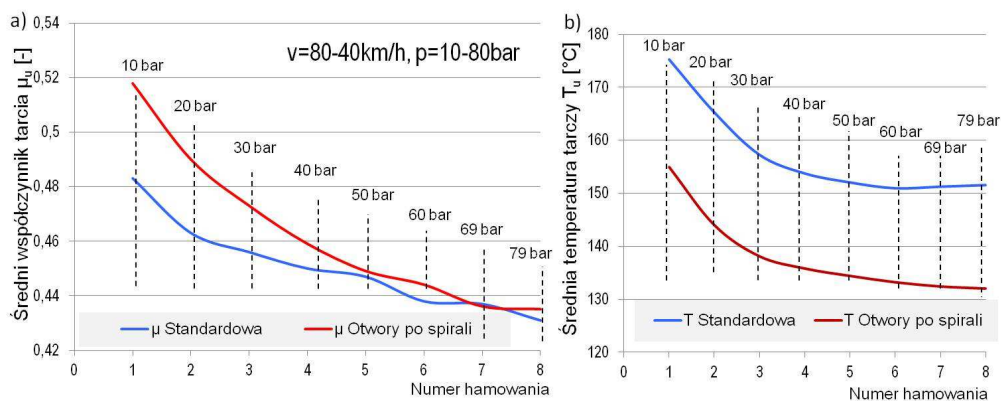 a)
Średni współczynnik tarcia µu [-]
0,54
0,52
0,5
0,48
0,46
0,44
0,42
v=80-40km/h, p=10-80bar
10 bar
20 bar
30 bar
40 bar
50 bar
60 bar
69 bar
79 bar
µ Standardowa
µ Otwory po spirali
0 1 2 3 4 5 6 7 8
Numer hamowania
b)
Średnia temperatura tarczy Tu [°C]
180
170
160
150
140
130
120
10 bar
20 bar
30 bar
40 bar
50 bar
60 bar
69 bar
79 bar
T Standardowa
T Otwory po spirali
0 1 2 3 4 5 6 7 8
Numer hamowania